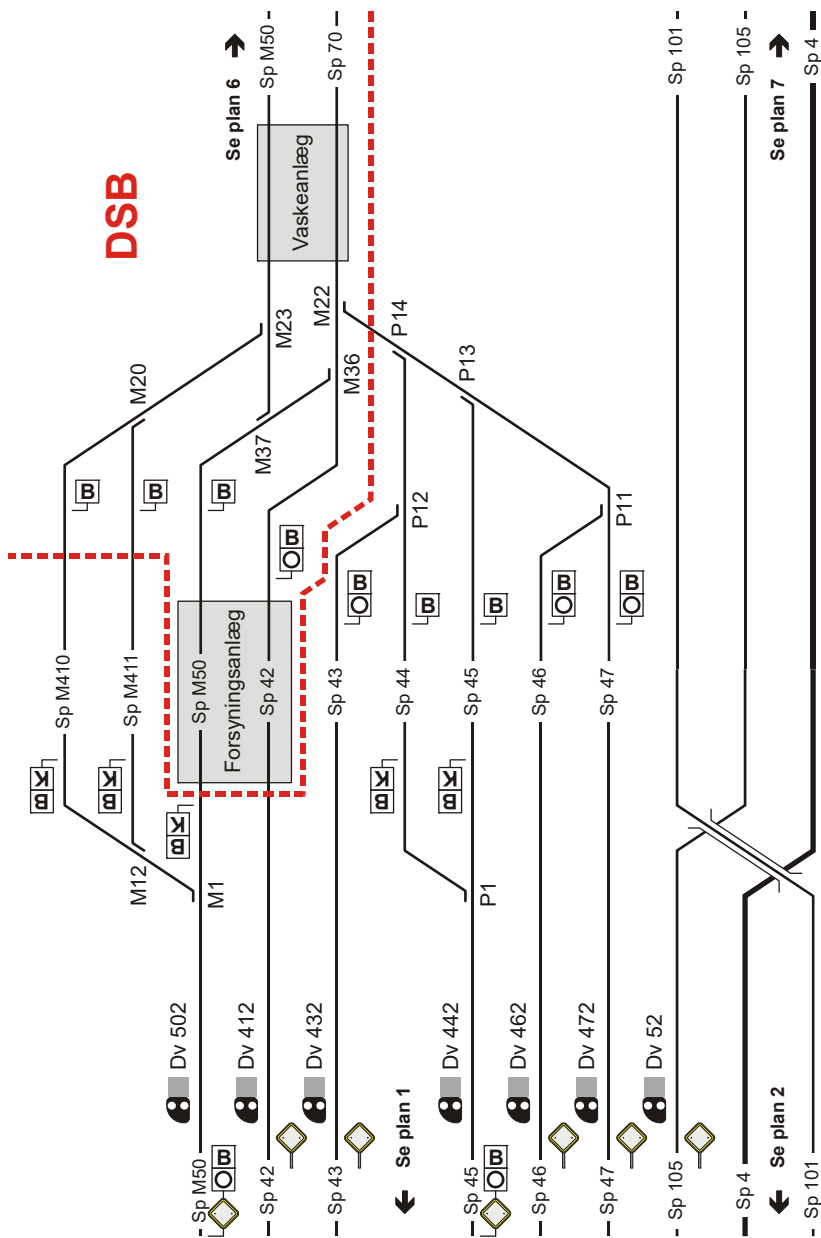 DSB
Se plan 6
Sp M50
Sp 70
Vaskeanlæg
M20
M23
M22
M37
M36
B
B
B
B O
Sp M410
Sp M411
Forsyningsanlæg
Sp M50
Sp 42
B K
B K
B K
M12
M1
Dv 502
Dv 412
Dv 432
Sp M50
B O
Sp 42
Sp 43
Se plan 1
P14
P13
P12
P11
B O
B
B
B O
B O
Sp 43
Sp 44
Sp 45
Sp 46
Sp 47
B K
B K
P1
Dv 442
Dv 462
Dv 472
Dv 52
Sp 45
B O
Sp 46
Sp 47
Sp 105
Sp 4
Sp 101
Se plan 2
Sp 101
Sp 105
Se plan 7
Sp 4